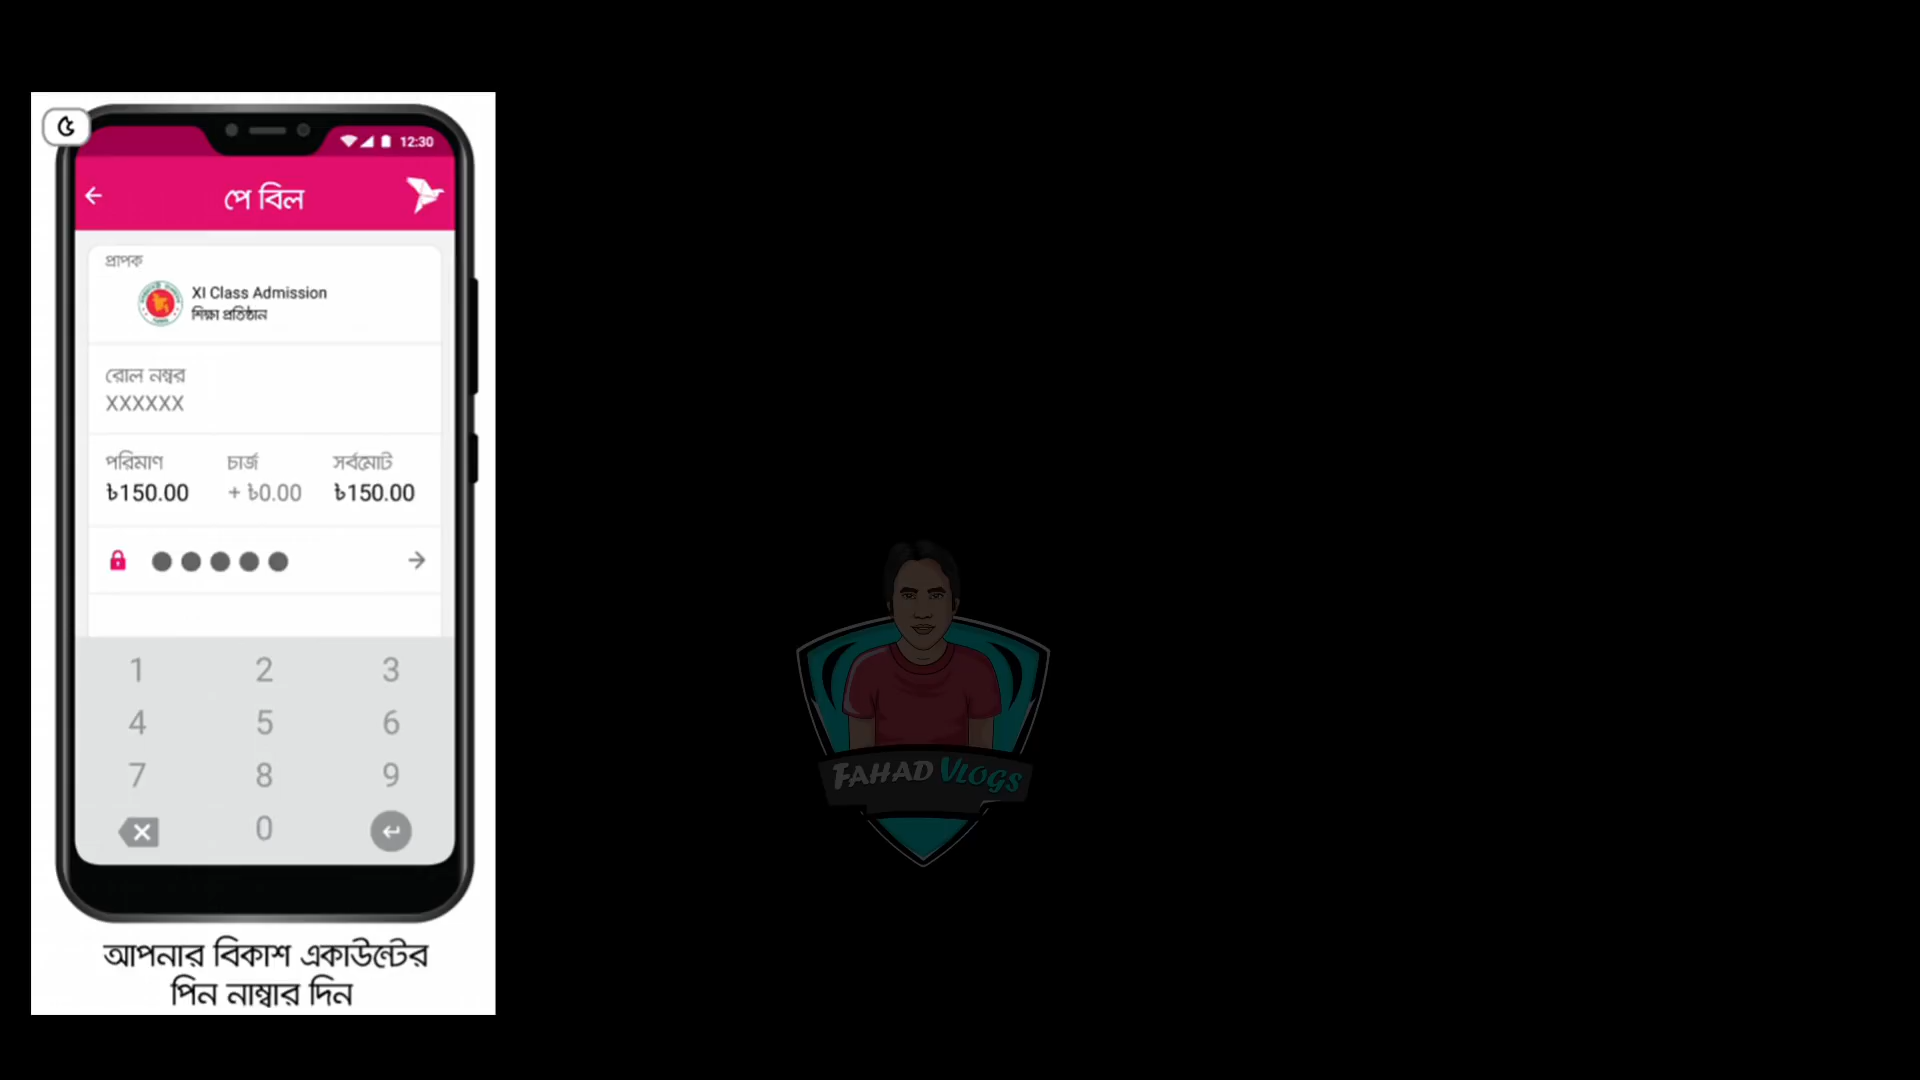 ৫
12:30
পে বিল
প্রাপক
XI Class Admission
শিক্ষা প্রতিষ্ঠান
রোল নম্বর
XXXXXX
পরিমাণ চার্জ সর্বমোট
৳150.00 + ৳0.00 ৳150.00
1 2 3
4 5 6
7 8 9
0
আপনার বিকাশ একাউন্টের
পিন নাম্বার দিন
FAHAD VLOGS